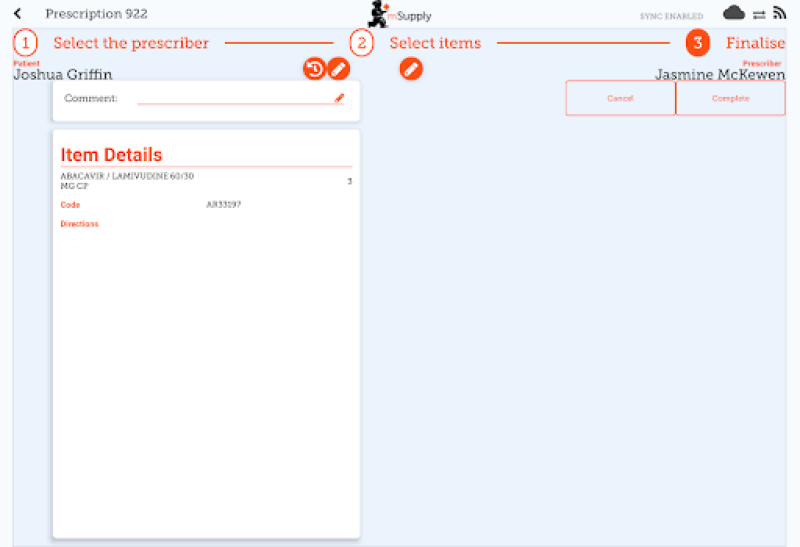 Prescription 922
mSupply
SYNC ENABLED
1 Select the prescriber
2 Select items
3 Finalise
Patient
Joshua Griffin
Prescriber
Jasmine McKewen
Comment:
Cancel
Complete
Item Details
ABACAVIR / LAMIVUDINE 60/30
MG CP
3
Code AR33197
Directions